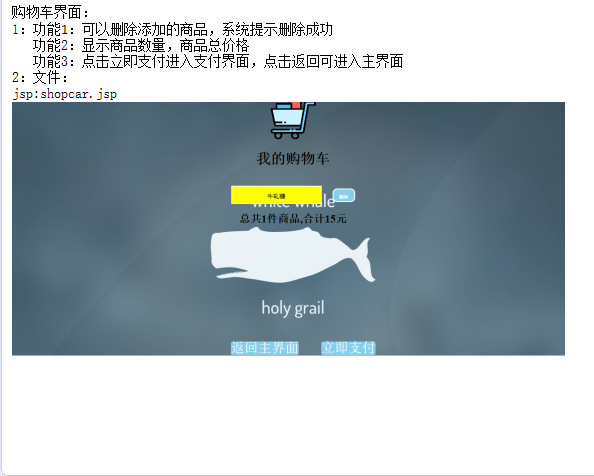 购物车界面：
1：功能1：可以删除添加的商品，系统提示删除成功
功能2：显示商品数量，商品总价格
功能3：点击立即支付进入支付界面，点击返回可进入主界面
2：文件：
jsp:shopcar.jsp
我的购物车
牛轧糖 删除
white whale
总共1件商品,合计15元
holy grail
返回主界面 立即支付